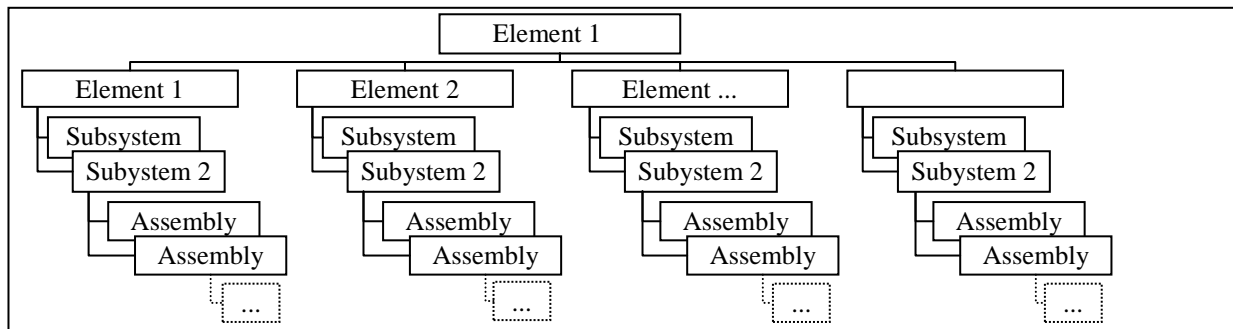 Element 1
Element 1 Element 2 Element ...
Subsystem Subsystem Subsystem Subsystem
Subystem 2 Subystem 2 Subystem 2 Subystem 2
Assembly Assembly Assembly Assembly
Assembly Assembly Assembly Assembly
... ... ... ...